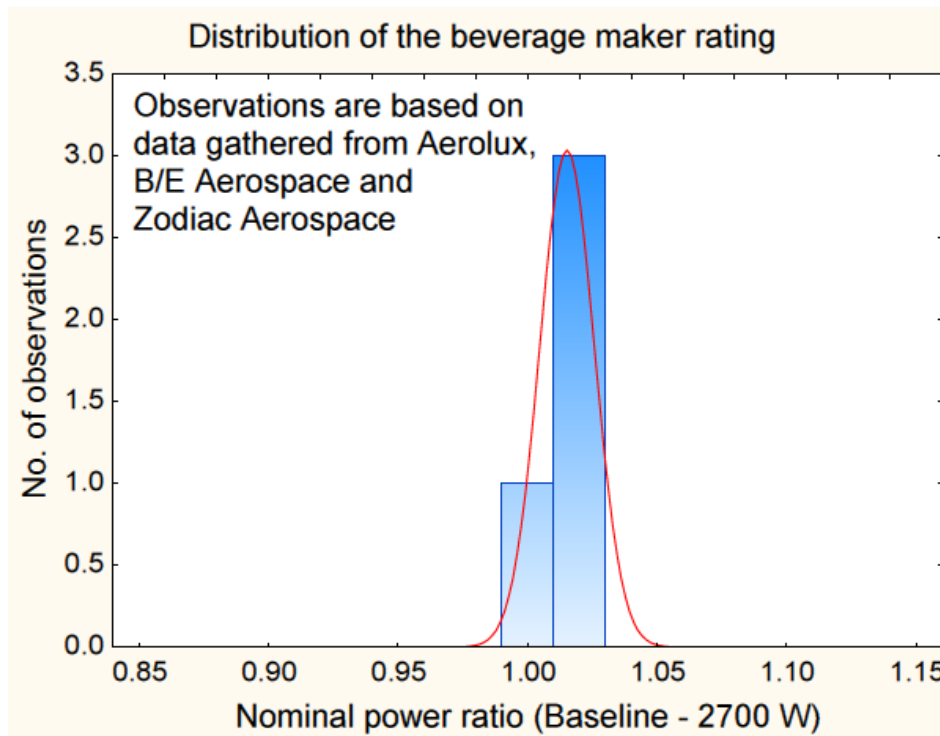 Distribution of the beverage maker rating
3.5
Observations are based on
data gathered from Aerolux,
B/E Aerospace and
Zodiac Aerospace
3.0
2.5
2.0
1.5
1.0
0.5
0.0
No. of observations
0.85 0.90 0.95 1.00 1.05 1.10 1.15
Nominal power ratio (Baseline - 2700 W)